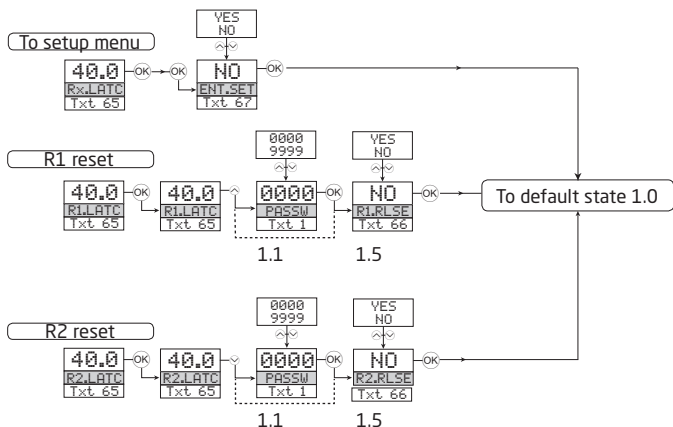 YES
NO
To setup menu
40.0
Rx.LATC
Txt 65
OK
OK
NO
ENT.SET
Txt 67
OK
0000
9999
YES
NO
R1 reset
40.0
R1.LATC
Txt 65
OK
40.0
R1.LATC
Txt 65
0000
PASSW
Txt 1
OK
NO
R1.RLSE
Txt 66
OK
To default state 1.0
1.1
1.5
0000
9999
YES
NO
R2 reset
40.0
R2.LATC
Txt 65
OK
40.0
R2.LATC
Txt 65
0000
PASSW
Txt 1
OK
NO
R2.RLSE
Txt 66
OK
1.1
1.5